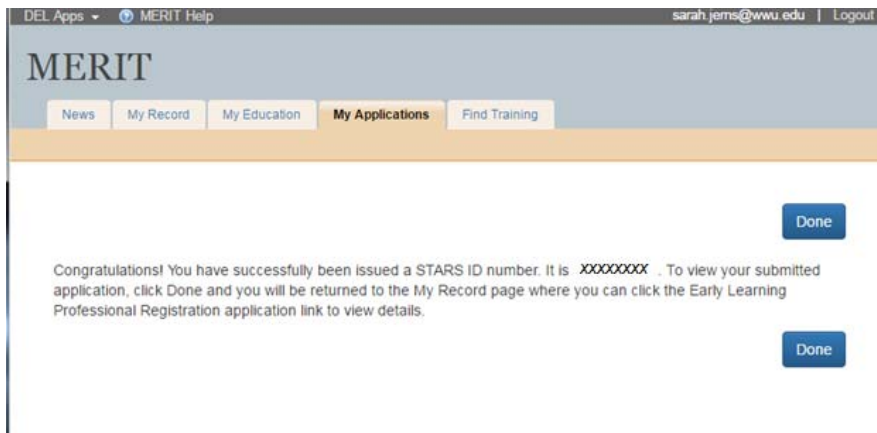 DEL Apps MERIT Help sarah.jems@wwu.edu | Logout
MERIT
News My Record My Education My Applications Find Training
Done
Congratulations! You have successfully been issued a STARS ID number. It is XXXXXXXX . To view your submitted
application, click Done and you will be returned to the My Record page where you can click the Early Learning
Professional Registration application link to view details.
Done